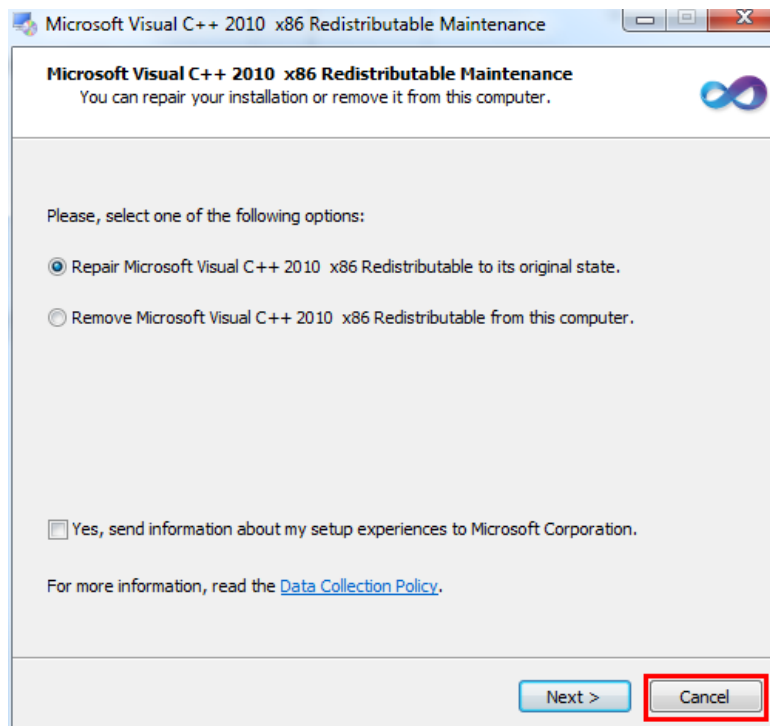 Microsoft Visual C++ 2010  x86 Redistributable Maintenance
Microsoft Visual C++ 2010  x86 Redistributable Maintenance
You can repair your installation or remove it from this computer.
Please, select one of the following options:
Repair Microsoft Visual C++ 2010  x86 Redistributable to its original state.
Remove Microsoft Visual C++ 2010  x86 Redistributable from this computer.
Yes, send information about my setup experiences to Microsoft Corporation.
For more information, read the Data Collection Policy.
Next > Cancel